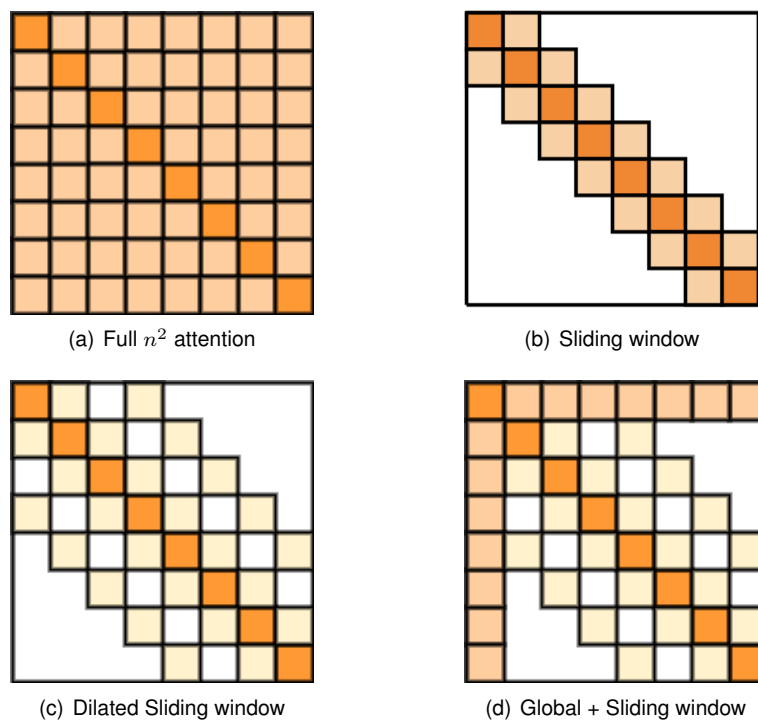 (a) Full n² attention
(b) Sliding window
(c) Dilated Sliding window
(d) Global + Sliding window